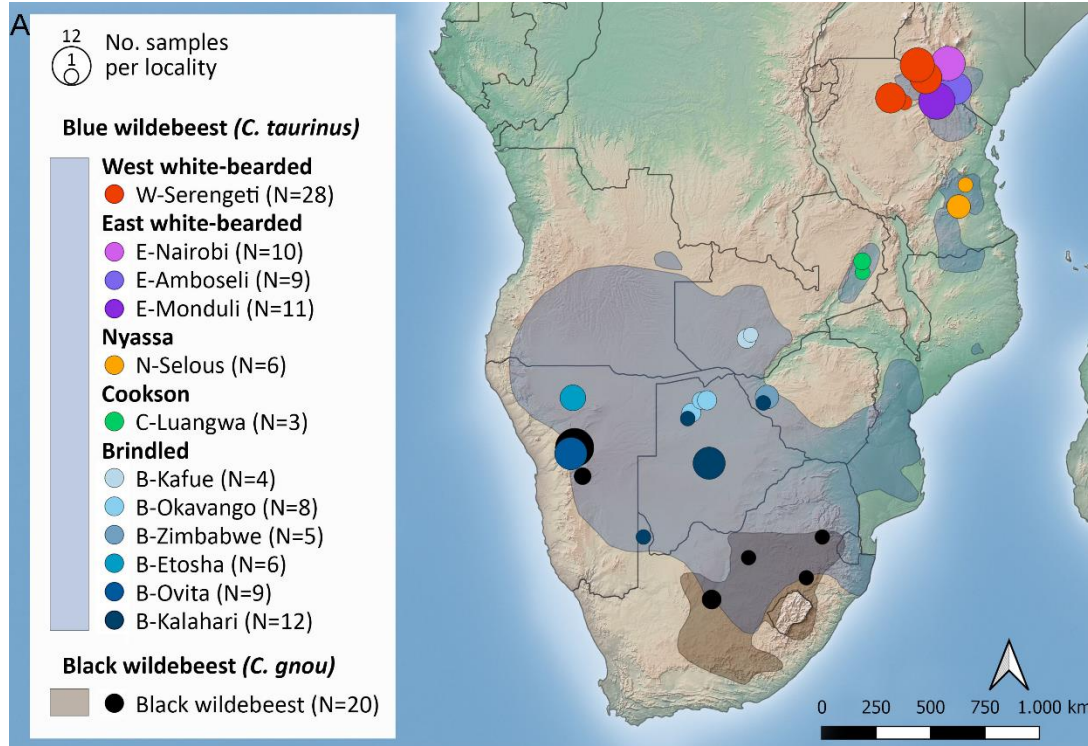 A
12
1
No. samples
per locality
Blue wildebeest (C. taurinus)
West white-bearded
W-Serengeti (N=28)
East white-bearded
E-Nairobi (N=10)
E-Amboseli (N=9)
E-Monduli (N=11)
Nyassa
N-Selous (N=6)
Cookson
C-Luangwa (N=3)
Brindled
B-Kafue (N=4)
B-Okavango (N=8)
B-Zimbabwe (N=5)
B-Etosha (N=6)
B-Ovita (N=9)
B-Kalahari (N=12)
Black wildebeest (C. gnou)
Black wildebeest (N=20)
0 250 500 750 1.000 km